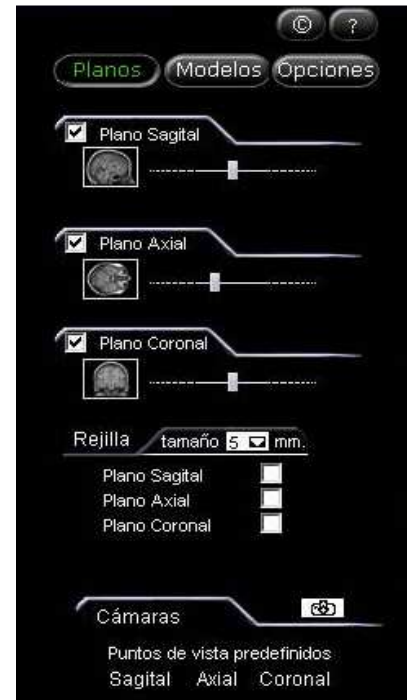 © ?
Planos Modelos Opciones
Plano Sagital
Plano Axial
Plano Coronal
Rejilla tamaño 5 mm.
Plano Sagital
Plano Axial
Plano Coronal
Cámaras
Puntos de vista predefinidos
Sagital Axial Coronal